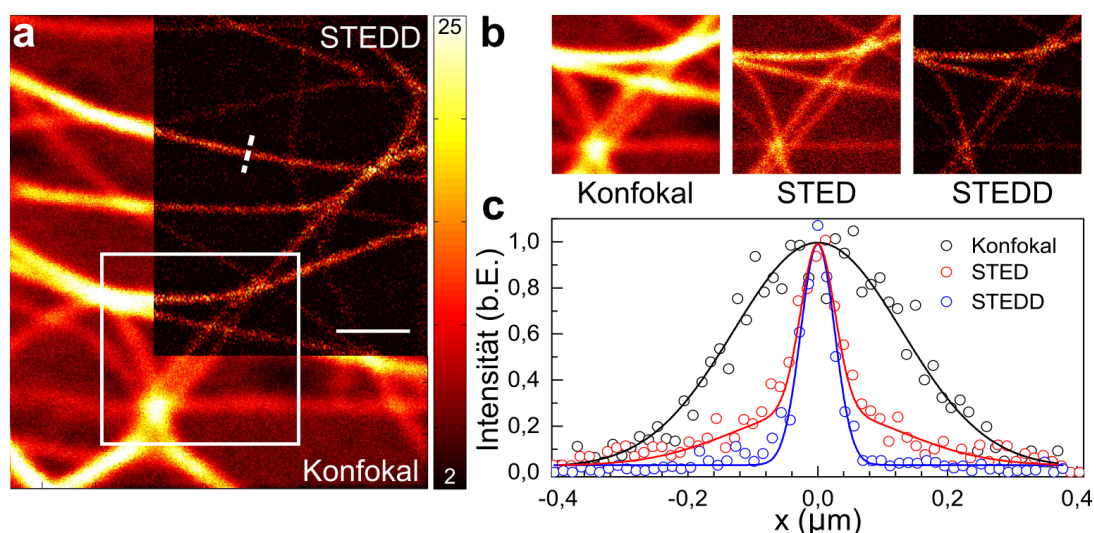 a
STEDD
25
2
Konfokal
b
Konfokal STED STEDD
c
Intensität (b.E.)
1,0
0,8
0,6
0,4
0,2
0,0
Konfokal
STED
STEDD
-0,4 -0,2 0,0 0,2 0,4
x (µm)